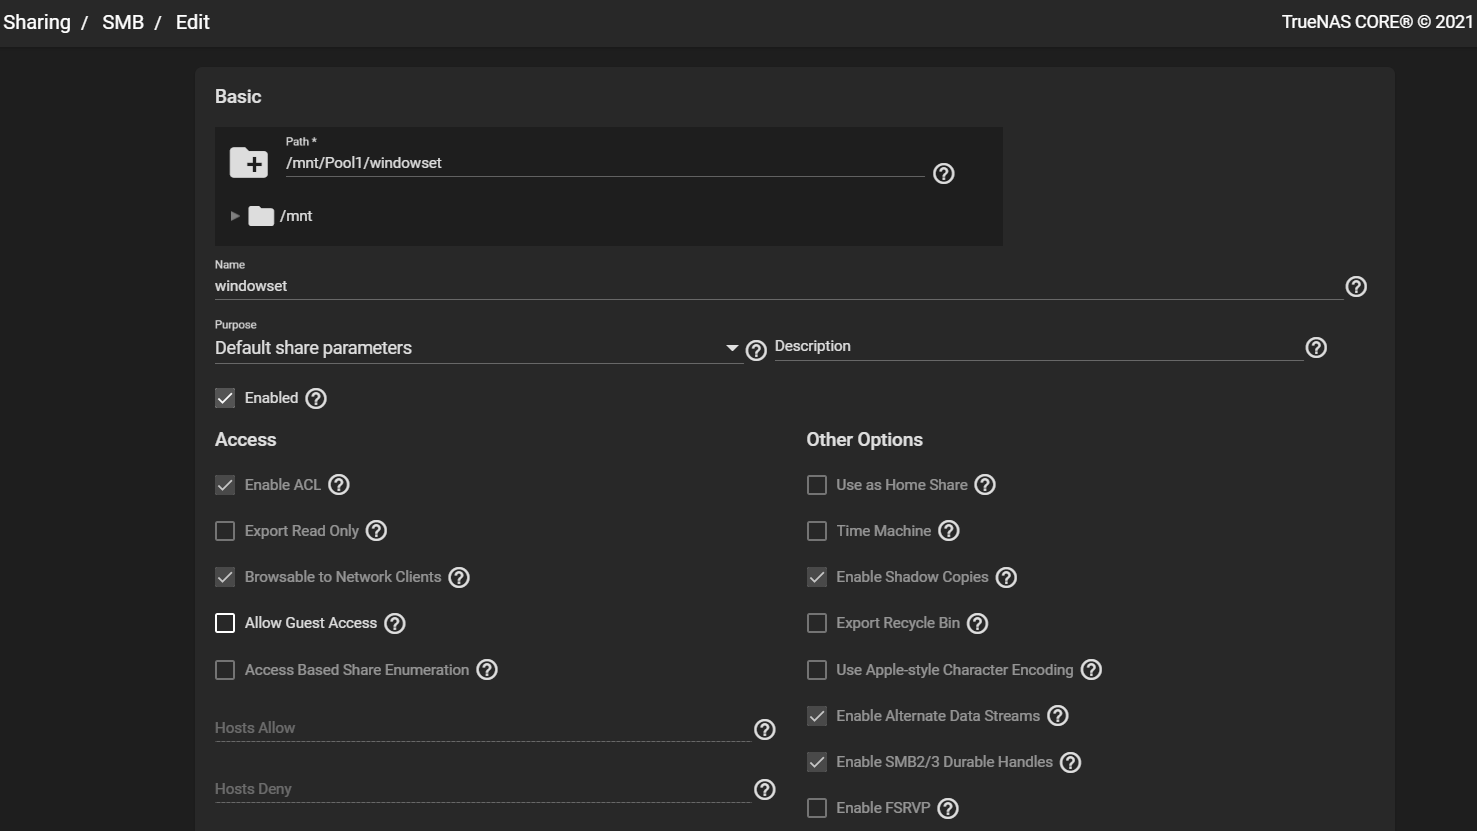 Sharing / SMB / Edit
TrueNAS CORE® © 2021
Basic
Path *
/mnt/Pool1/windowset
/mnt
Name
windowset
Purpose
Default share parameters
Description
Enabled
Access
Enable ACL
Export Read Only
Browsable to Network Clients
Allow Guest Access
Access Based Share Enumeration
Hosts Allow
Hosts Deny
Other Options
Use as Home Share
Time Machine
Enable Shadow Copies
Export Recycle Bin
Use Apple-style Character Encoding
Enable Alternate Data Streams
Enable SMB2/3 Durable Handles
Enable FSRVP